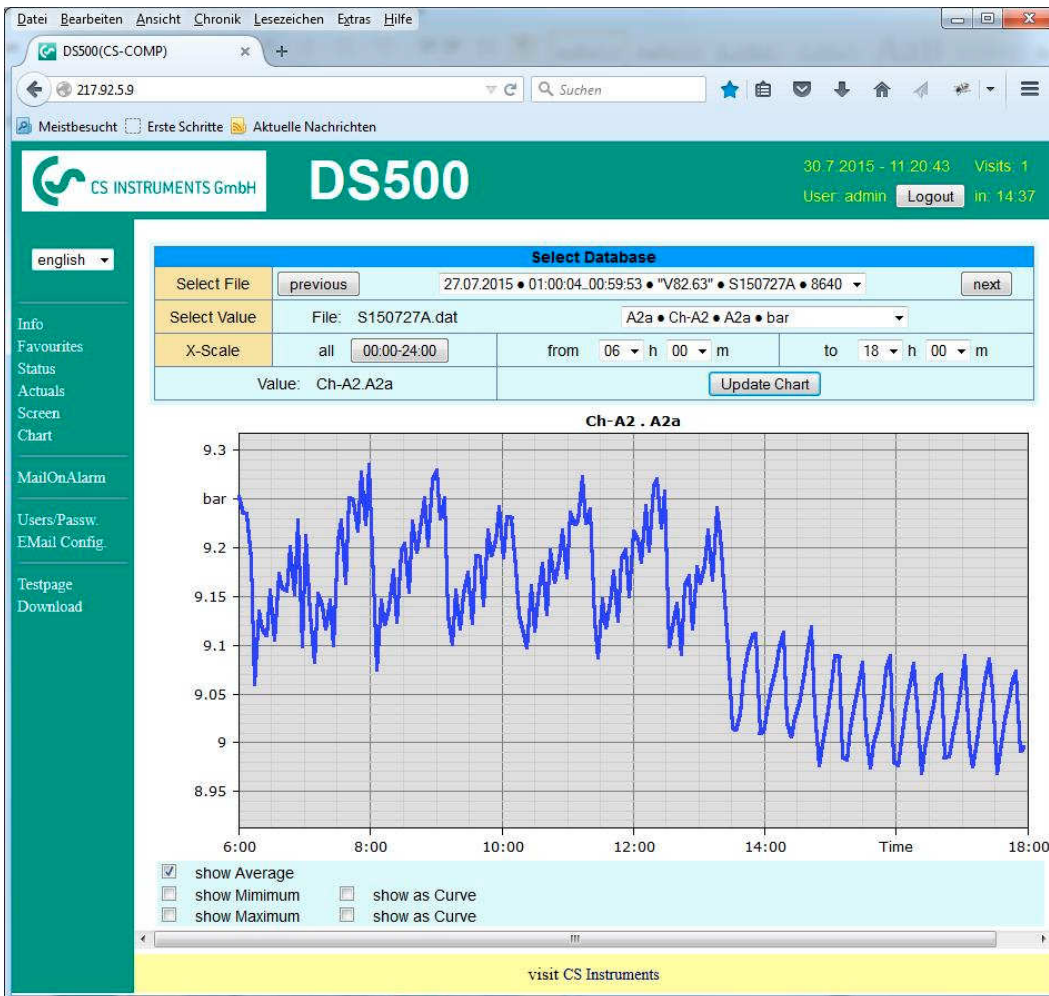 Datei Bearbeiten Ansicht Chronik Lesezeichen Extras Hilfe
DS500(CS-COMP)
217.92.5.9 Suchen
Meistbesucht Erste Schritte Aktuelle Nachrichten
CS INSTRUMENTS GmbH DS500
30.7.2015 - 11:20:43 Visits: 1
User: admin Logout in: 14:37
english
Info
Favourites
Status
Actuals
Screen
Chart
MailOnAlarm
Users/Passw.
EMail Config.
Testpage
Download
Select Database
Select File previous 27.07.2015 ● 01:00:04..00:59:53 ● "V82.63" ● S150727A ● 8640 next
Select Value File: S150727A.dat A2a ● Ch-A2 ● A2a ● bar
X-Scale all 00:00-24:00 from 06 h 00 m to 18 h 00 m
Value: Ch-A2.A2a Update Chart
Ch-A2 . A2a
9.3
bar
9.2
9.15
9.1
9.05
9
8.95
6:00 8:00 10:00 12:00 14:00 Time 18:00
show Average
show Mimimum show as Curve
show Maximum show as Curve
visit CS Instruments